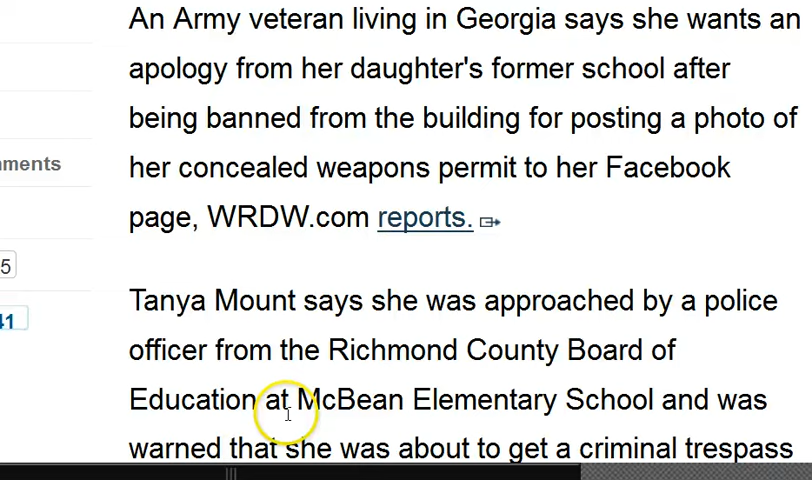 An Army veteran living in Georgia says she wants an
apology from her daughter's former school after
being banned from the building for posting a photo of
her concealed weapons permit to her Facebook
page, WRDW.com reports.
Tanya Mount says she was approached by a police
officer from the Richmond County Board of
Education at McBean Elementary School and was
warned that she was about to get a criminal trespass
mments
5
41